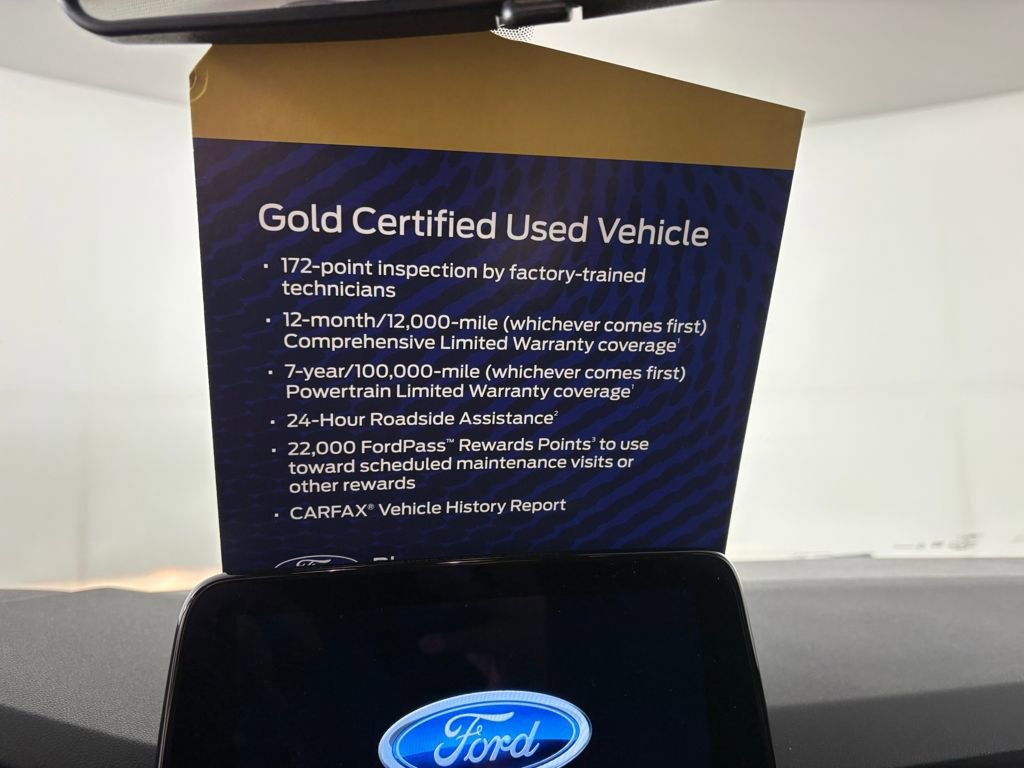 Gold Certified Used Vehicle
· 172-point inspection by factory-trained
technicians
· 12-month/12,000-mile (whichever comes first)
Comprehensive Limited Warranty coverage¹
· 7-year/100,000-mile (whichever comes first)
Powertrain Limited Warranty coverage¹
· 24-Hour Roadside Assistance²
· 22,000 FordPass™ Rewards Points³ to use
toward scheduled maintenance visits or
other rewards
· CARFAX® Vehicle History Report
Ford